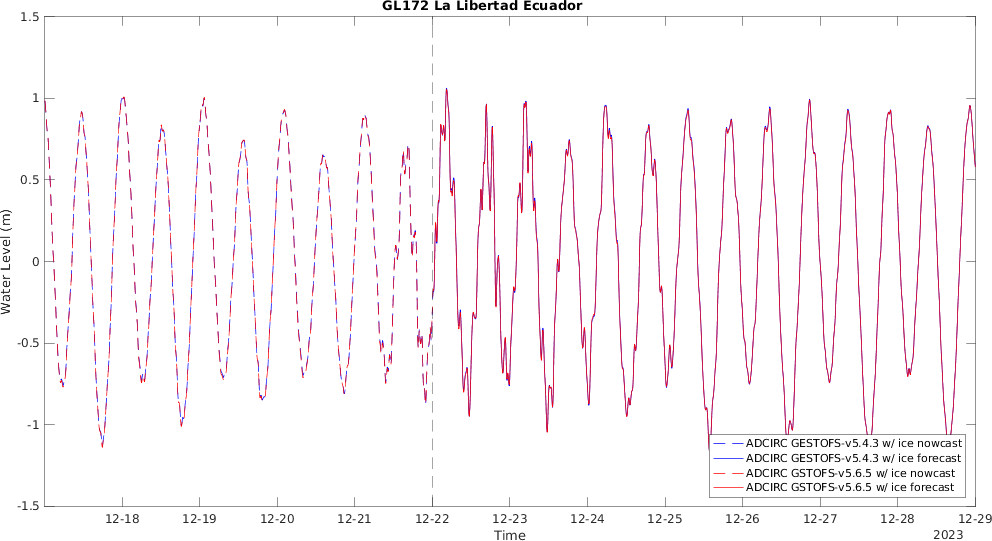 GL172 La Libertad Ecuador
1.5
1
0.5
0
-0.5
-1
-1.5
Water Level (m)
12-18 12-19 12-20 12-21 12-22 12-23 12-24 12-25 12-26 12-27 12-28 12-29
Time
2023
ADCIRC GESTOFS-v5.4.3 w/ ice nowcast
ADCIRC GESTOFS-v5.4.3 w/ ice forecast
ADCIRC GSTOFS-v5.6.5 w/ ice nowcast
ADCIRC GSTOFS-v5.6.5 w/ ice forecast